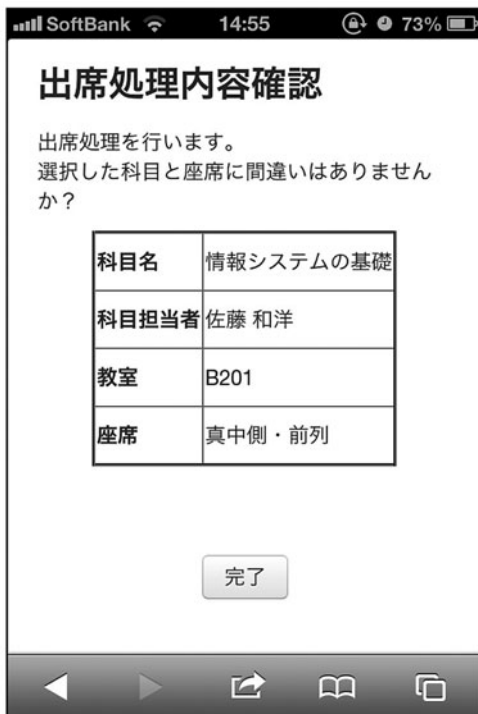 SoftBank 14:55 73%
出席処理内容確認
出席処理を行います。
選択した科目と座席に間違いはありません
か？
科目名 情報システムの基礎
科目担当者 佐藤 和洋
教室 B201
座席 真中側・前列
完了